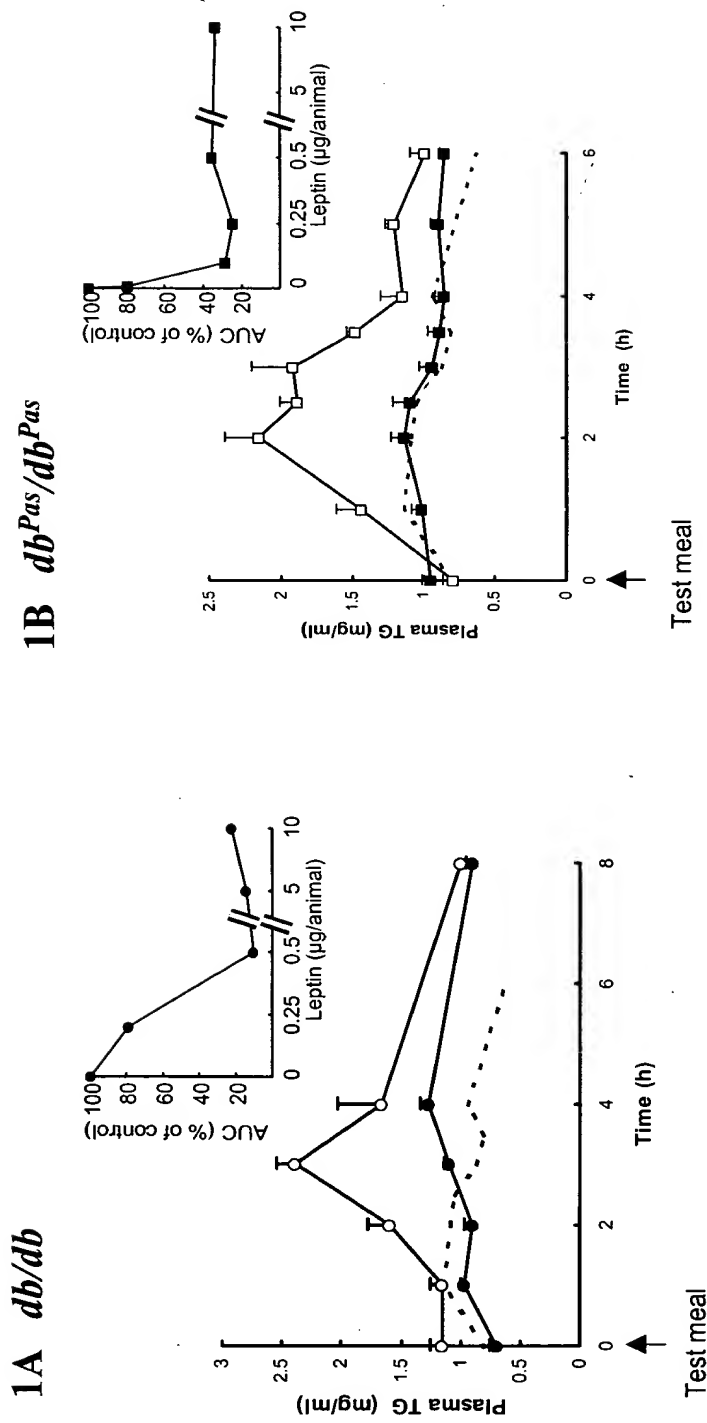 1A db/db
AUC (% of control)
100
80
60
40
20
0 0.25 0.5 5 10
Leptin (µg/animal)
Plasma TG (mg/ml)
3
2.5
2
1.5
1
0.5
0
0 2 4 6 8
Time (h)
Test meal
1B db^Pas/db^Pas
AUC (% of control)
100
80
60
40
20
0 0.25 0.5 5 10
Leptin (µg/animal)
Plasma TG (mg/ml)
2.5
2
1.5
1
0.5
0
0 2 4 6
Time (h)
Test meal